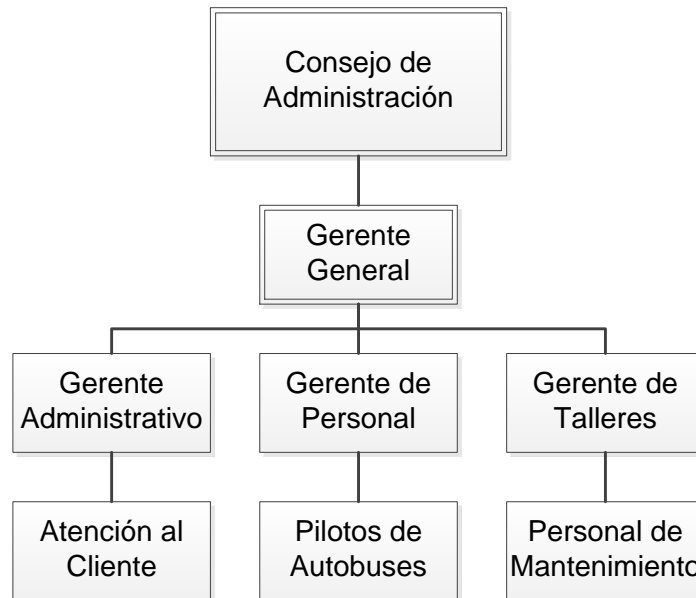 Consejo de
Administración
Gerente
General
Gerente
Administrativo
Gerente de
Personal
Gerente de
Talleres
Atención al
Cliente
Pilotos de
Autobuses
Personal de
Mantenimiento